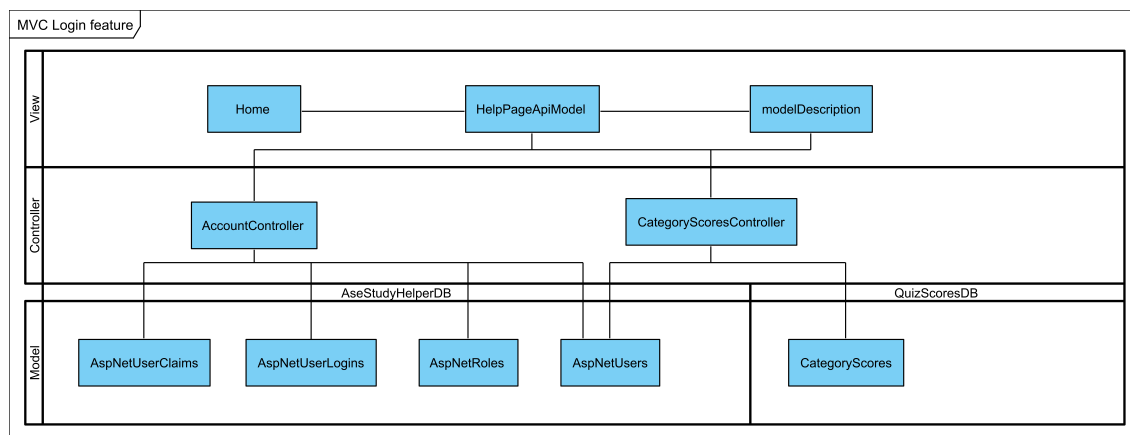 MVC Login feature
View
Home
HelpPageApiModel
modelDescription
Controller
AccountController
CategoryScoresController
AseStudyHelperDB
QuizScoresDB
Model
AspNetUserClaims
AspNetUserLogins
AspNetRoles
AspNetUsers
CategoryScores